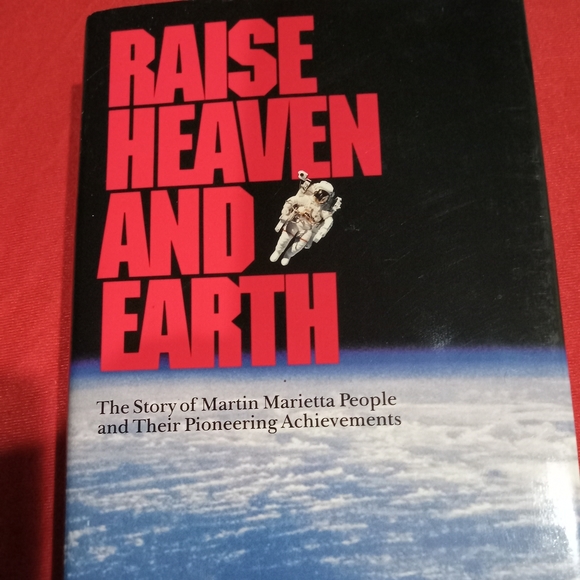 RAISE
HEAVEN
AND
EARTH
The Story of Martin Marietta People
and Their Pioneering Achievements